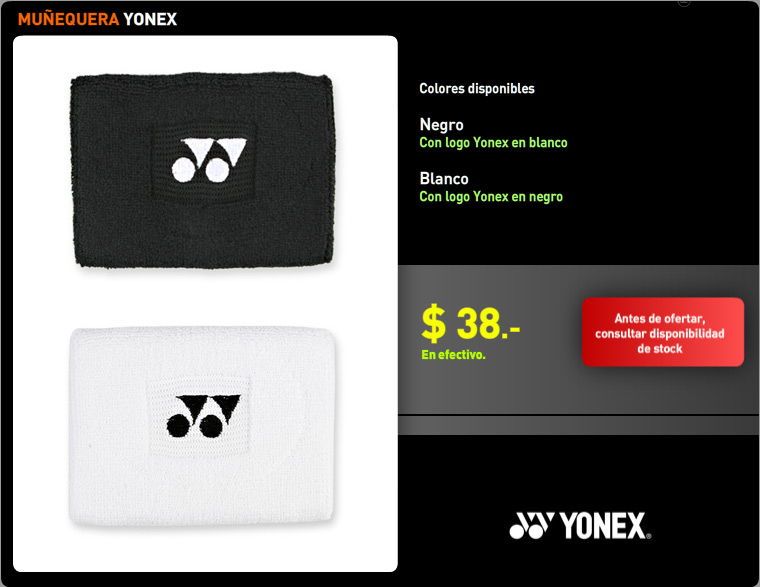 MUÑEQUERA YONEX
Colores disponibles
Negro
Con logo Yonex en blanco
Blanco
Con logo Yonex en negro
$ 38.-
En efectivo.
Antes de ofertar,
consultar disponibilidad
de stock
YONEX®